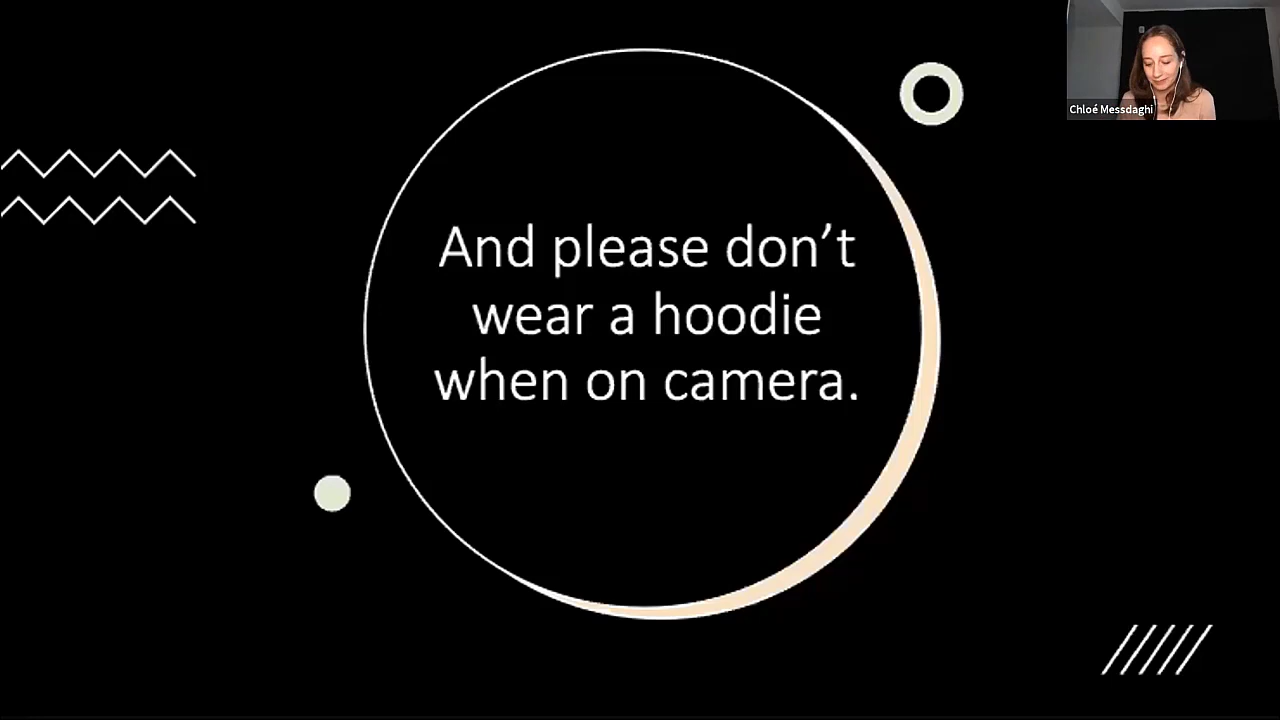 Chloé Messdaghi
And please don’t
wear a hoodie
when on camera.